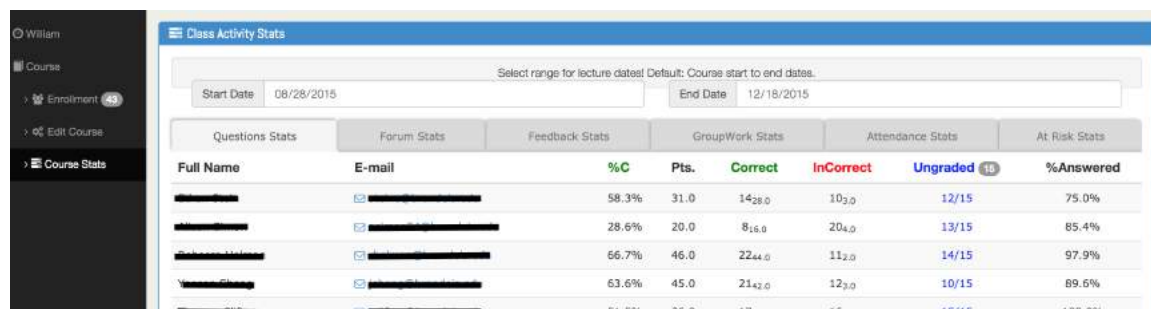 William
Class Activity Stats
Course
Select range for lecture dates! Default: Course start to end dates.
Enrollment 43
Start Date 08/28/2015 End Date 12/18/2015
Edit Course
Questions Stats Forum Stats Feedback Stats GroupWork Stats Attendance Stats At Risk Stats
Course Stats
Full Name E-mail %C Pts. Correct InCorrect Ungraded 15 %Answered
58.3% 31.0 14 28.0 10 3.0 12/15 75.0%
28.6% 20.0 8 16.0 20 4.0 13/15 85.4%
66.7% 46.0 22 44.0 11 2.0 14/15 97.9%
63.6% 45.0 21 42.0 12 3.0 10/15 89.6%